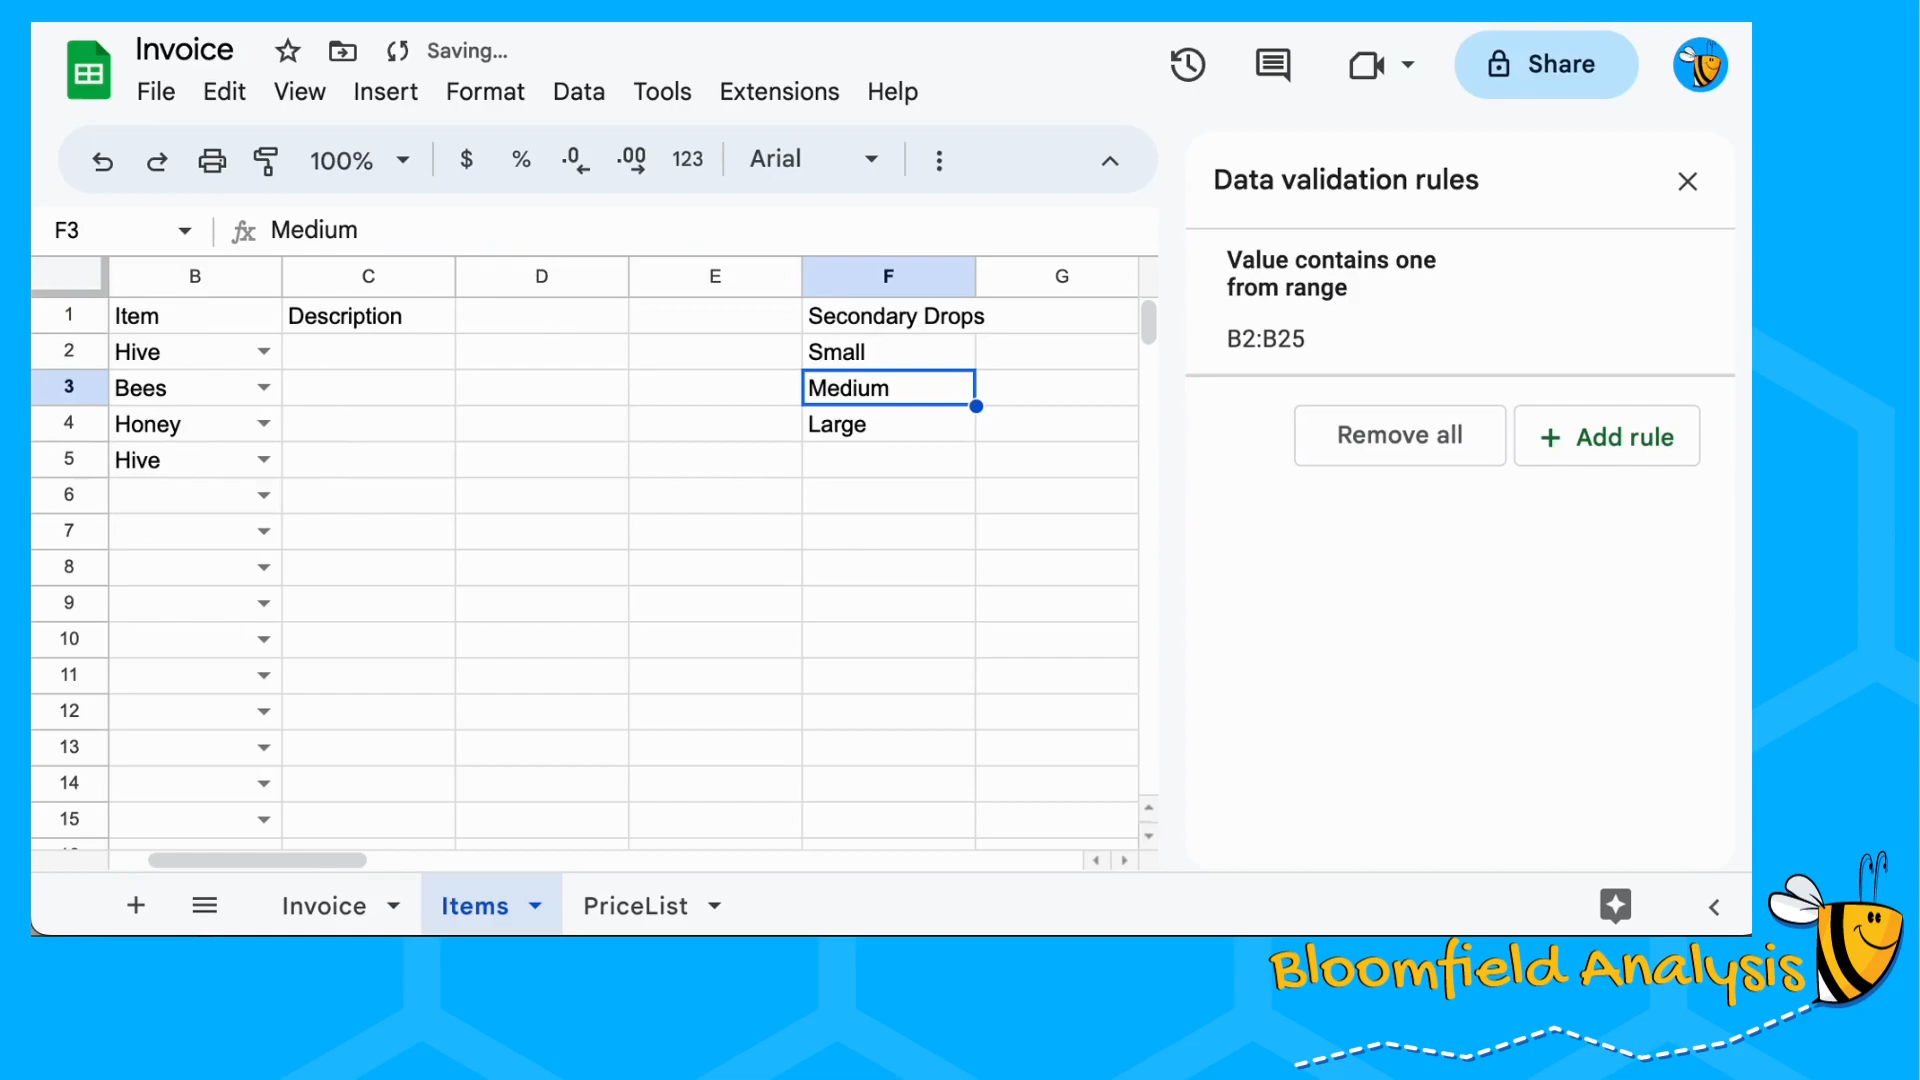 Invoice
Saving...
File Edit View Insert Format Data Tools Extensions Help
Share
100% $ % .0 .00 123 Arial
F3 fx Medium
B C D E F G
1 Item Description Secondary Drops
2 Hive Small
3 Bees Medium
4 Honey Large
5 Hive
6
7
8
9
10
11
12
13
14
15
Data validation rules
Value contains one
from range
B2:B25
Remove all + Add rule
Invoice Items PriceList
Bloomfield Analysis